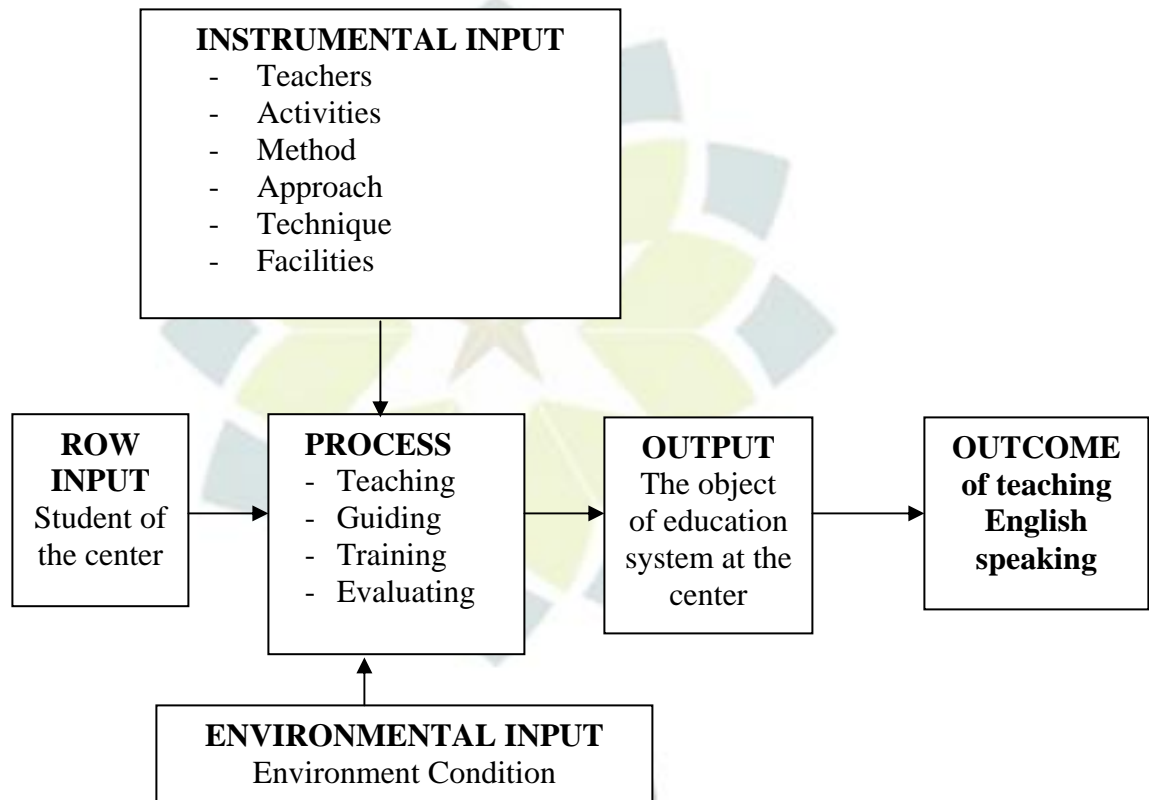 INSTRUMENTAL INPUT
- Teachers
- Activities
- Method
- Approach
- Technique
- Facilities
ROW
INPUT
Student of
the center
PROCESS
- Teaching
- Guiding
- Training
- Evaluating
OUTPUT
The object
of education
system at the
center
OUTCOME
of teaching
English
speaking
ENVIRONMENTAL INPUT
Environment Condition